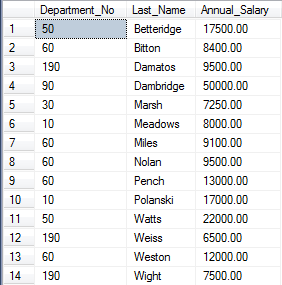 Department_No Last_Name Annual_Salary
1 50 Betteridge 17500.00
2 60 Bitton 8400.00
3 190 Damatos 9500.00
4 90 Dambridge 50000.00
5 30 Marsh 7250.00
6 10 Meadows 8000.00
7 60 Miles 9100.00
8 60 Nolan 9500.00
9 60 Pench 13000.00
10 10 Polanski 17000.00
11 50 Watts 22000.00
12 190 Weiss 6500.00
13 60 Weston 12000.00
14 190 Wight 7500.00